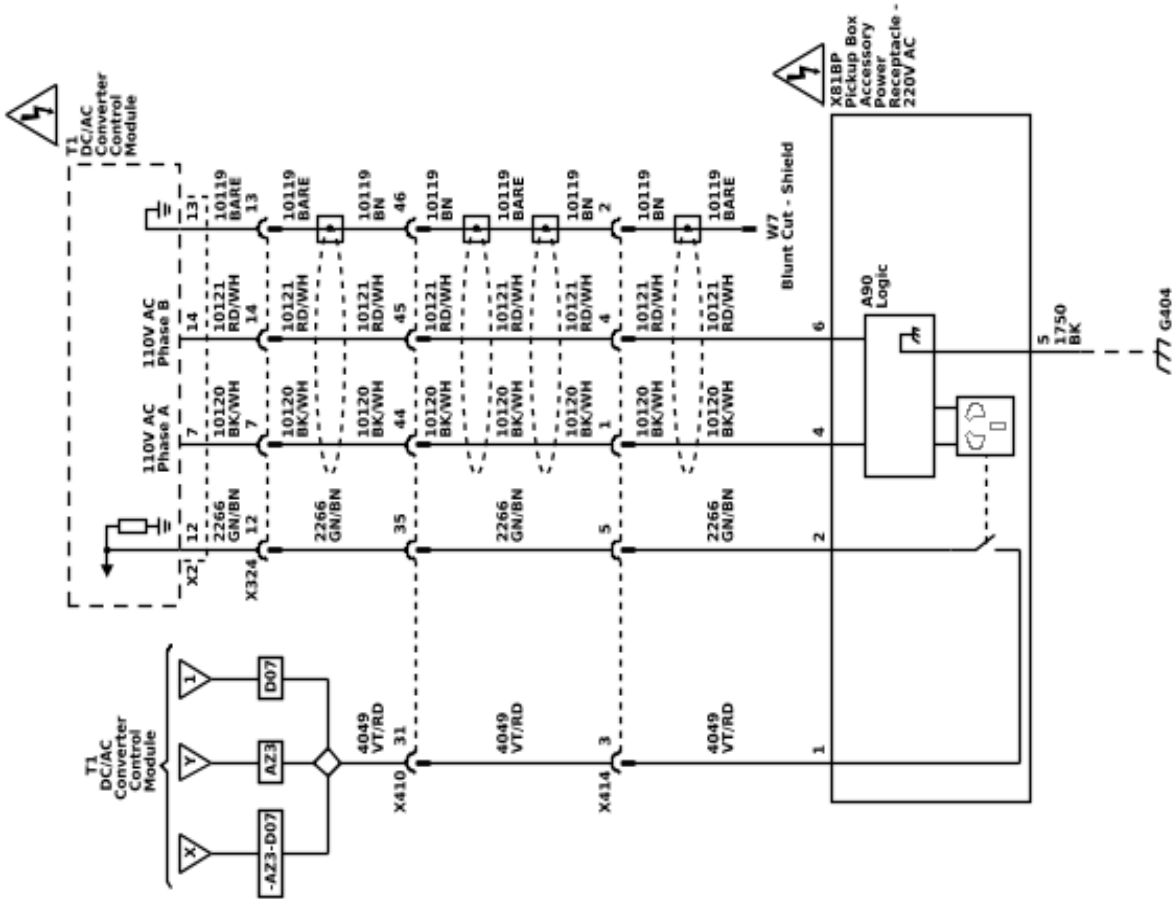 T1
DC/AC
Converter
Control
Module
X
Y
1
-AZ3-D07
AZ3
D07
4049
VT/RD
X410
31
4049
VT/RD
X414
3
4049
VT/RD
1
T1
DC/AC
Converter
Control
Module
X2
12
2266
GN/BN
X324
12
2266
GN/BN
35
2266
GN/BN
5
2266
GN/BN
2
110V AC
Phase A
7
10120
BK/WH
7
10120
BK/WH
10120
BK/WH
44
10120
BK/WH
10120
BK/WH
1
10120
BK/WH
10120
BK/WH
4
110V AC
Phase B
14
10121
RD/WH
14
10121
RD/WH
10121
RD/WH
45
10121
RD/WH
10121
RD/WH
4
10121
RD/WH
10121
RD/WH
6
13
10119
BARE
13
10119
BARE
10119
BN
46
10119
BN
10119
BARE
10119
BN
2
10119
BN
10119
BARE
W7
Blunt Cut - Shield
X81BP
Pickup Box
Accessory
Power
Receptacle -
220V AC
A90
Logic
5
1750
BK
G404